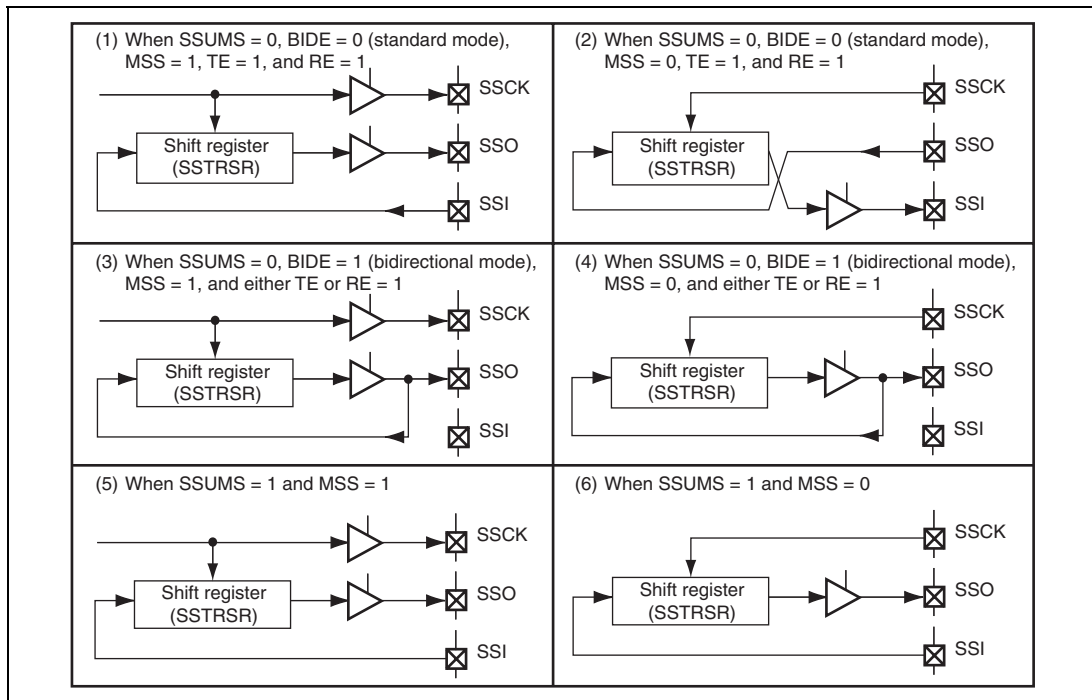 (1) When SSUMS = 0, BIDE = 0 (standard mode),
MSS = 1, TE = 1, and RE = 1
SSCK
Shift register
(SSTRSR)
SSO
SSI
(2) When SSUMS = 0, BIDE = 0 (standard mode),
MSS = 0, TE = 1, and RE = 1
SSCK
Shift register
(SSTRSR)
SSO
SSI
(3) When SSUMS = 0, BIDE = 1 (bidirectional mode),
MSS = 1, and either TE or RE = 1
SSCK
Shift register
(SSTRSR)
SSO
SSI
(4) When SSUMS = 0, BIDE = 1 (bidirectional mode),
MSS = 0, and either TE or RE = 1
SSCK
Shift register
(SSTRSR)
SSO
SSI
(5) When SSUMS = 1 and MSS = 1
SSCK
Shift register
(SSTRSR)
SSO
SSI
(6) When SSUMS = 1 and MSS = 0
SSCK
Shift register
(SSTRSR)
SSO
SSI